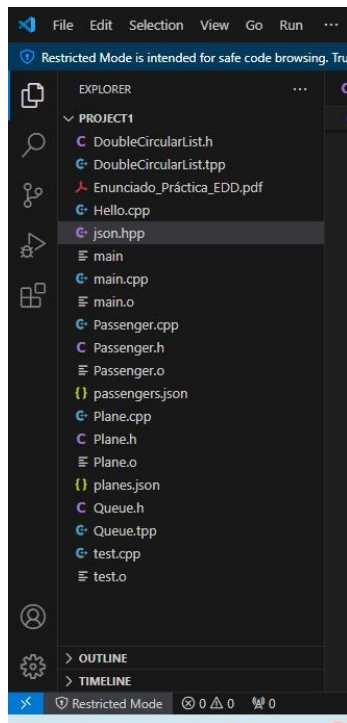 File Edit Selection View Go Run ...
Restricted Mode is intended for safe code browsing. Tru
EXPLORER ...
PROJECT1
C DoubleCircularList.h
DoubleCircularList.tpp
Enunciado_Práctica_EDD.pdf
Hello.cpp
json.hpp
main
main.cpp
main.o
Passenger.cpp
C Passenger.h
Passenger.o
{} passengers.json
Plane.cpp
C Plane.h
Plane.o
{} planes.json
C Queue.h
Queue.tpp
test.cpp
test.o
> OUTLINE
> TIMELINE
Restricted Mode 0 0 0